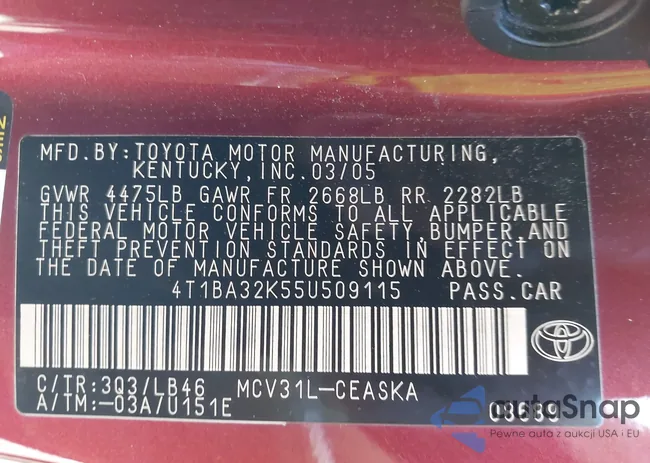 MFD.BY:TOYOTA MOTOR MANUFACTURING,
KENTUCKY,INC.03/05
GVWR 4475LB GAWR FR 2668LB RR 2282LB
THIS VEHICLE CONFORMS TO ALL APPLICABLE
FEDERAL MOTOR VEHICLE SAFETY,BUMPER,AND
THEFT PREVENTION STANDARDS IN EFFECT ON
THE DATE OF MANUFACTURE SHOWN ABOVE.
4T1BA32K55U509115 PASS.CAR
C/TR:3Q3/LB46 MCV31L-CEASKA
A/TM:-03A/U151E
autoSnap
Pewne auta z aukcji USA i EU